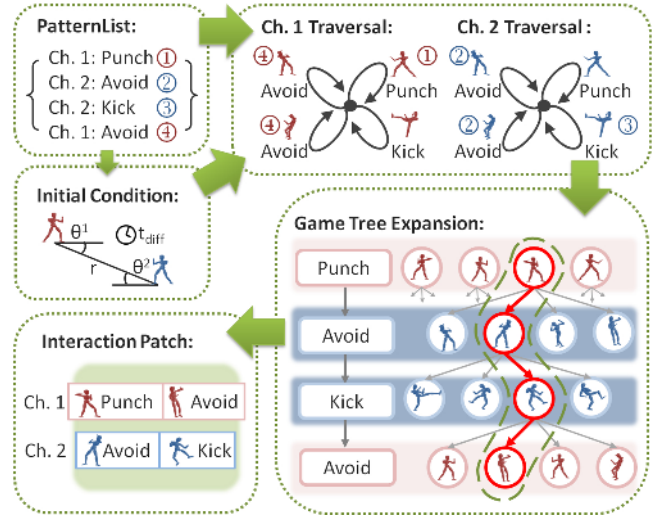 PatternList:
Ch. 1: Punch ①
Ch. 2: Avoid ②
Ch. 2: Kick ③
Ch. 1: Avoid ④
Ch. 1 Traversal:
④ ①
Avoid Punch
④
Avoid Kick
Ch. 2 Traversal:
②
Avoid Punch
② ③
Avoid Kick
Initial Condition:
θ¹ t_diff
r θ²
Game Tree Expansion:
Punch
Avoid
Kick
Avoid
Interaction Patch:
Ch. 1 Punch Avoid
Ch. 2 Avoid Kick